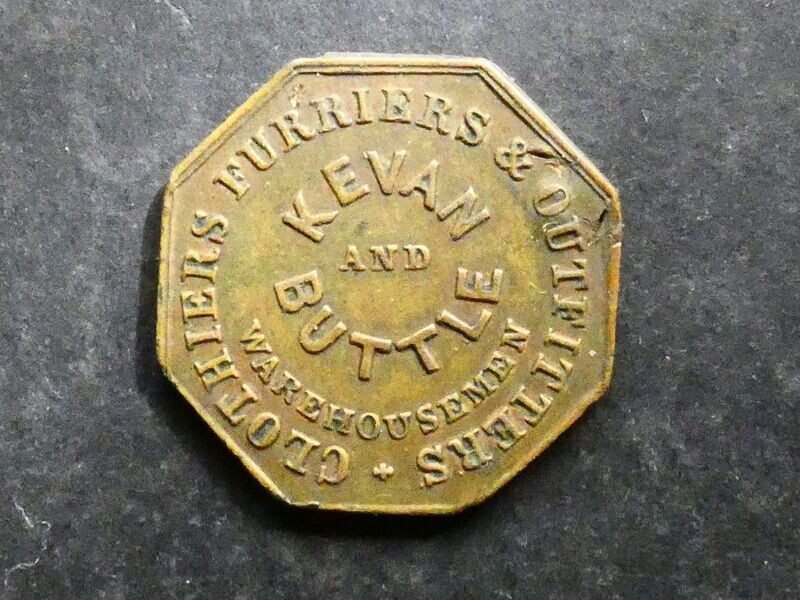 CLOTHIERS FURRIERS & OUTFITTERS
KEVAN
AND
BUTTLE
WAREHOUSEMEN